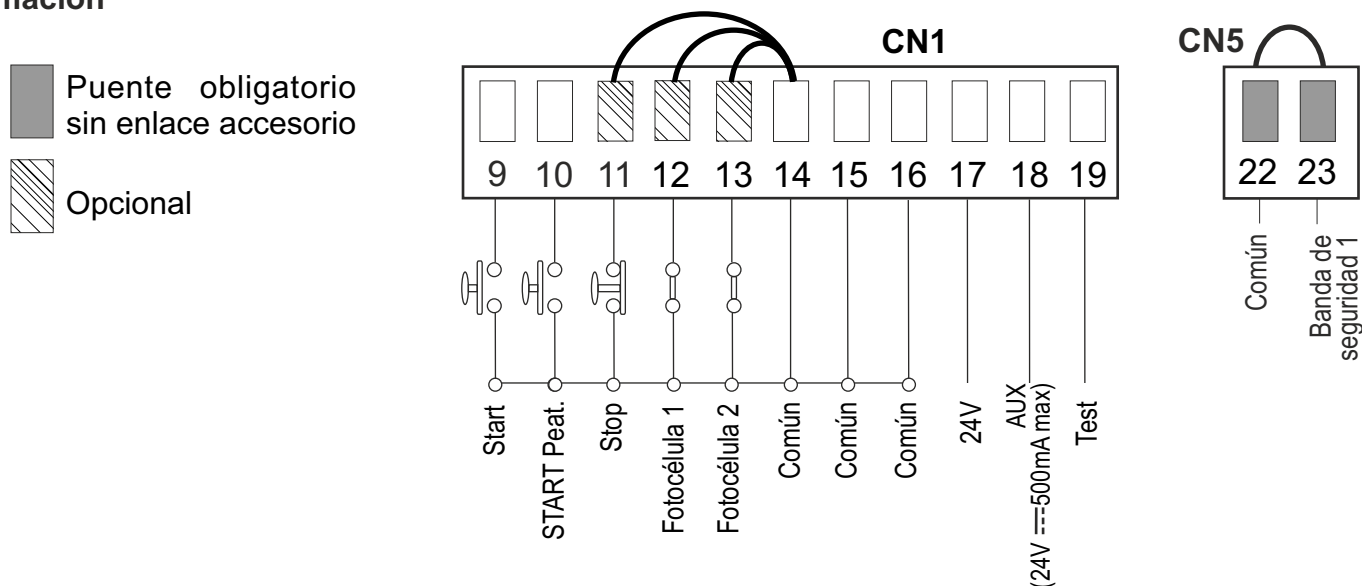 CN1
CN5
Puente obligatorio
sin enlace accesorio
Opcional
9 10 11 12 13 14 15 16 17 18 19
22 23
Start
START Peat.
Stop
Fotocélula 1
Fotocélula 2
Común
Común
Común
24V
AUX
(24V ⎓500mA max)
Test
Común
Banda de
seguridad 1